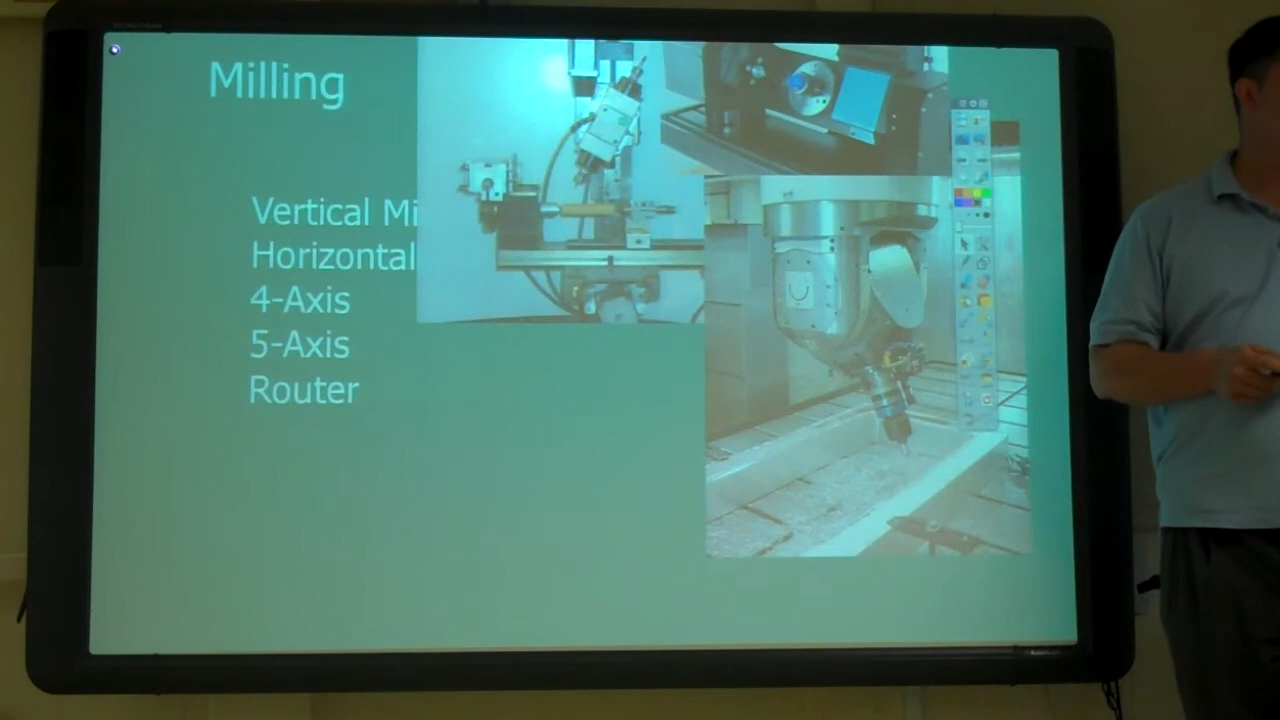 Milling
Vertical Mi
Horizontal
4-Axis
5-Axis
Router